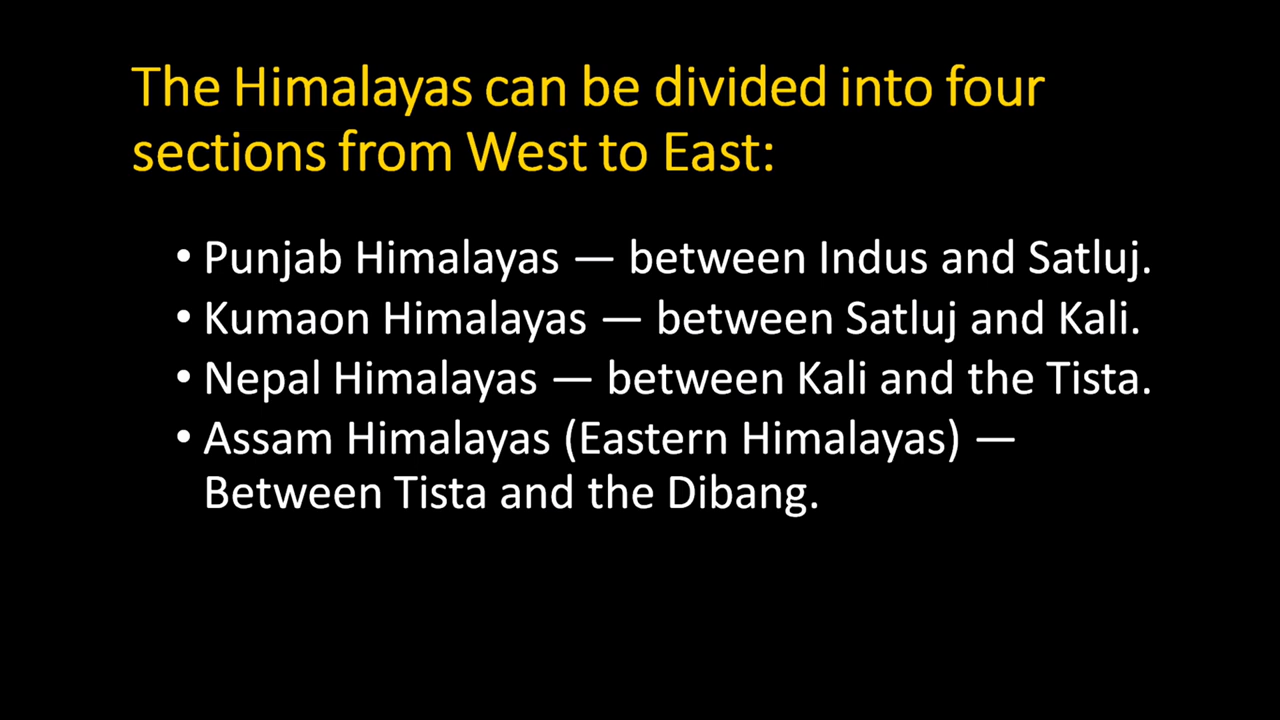 The Himalayas can be divided into four
sections from West to East:
• Punjab Himalayas — between Indus and Satluj.
• Kumaon Himalayas — between Satluj and Kali.
• Nepal Himalayas — between Kali and the Tista.
• Assam Himalayas (Eastern Himalayas) —
Between Tista and the Dibang.